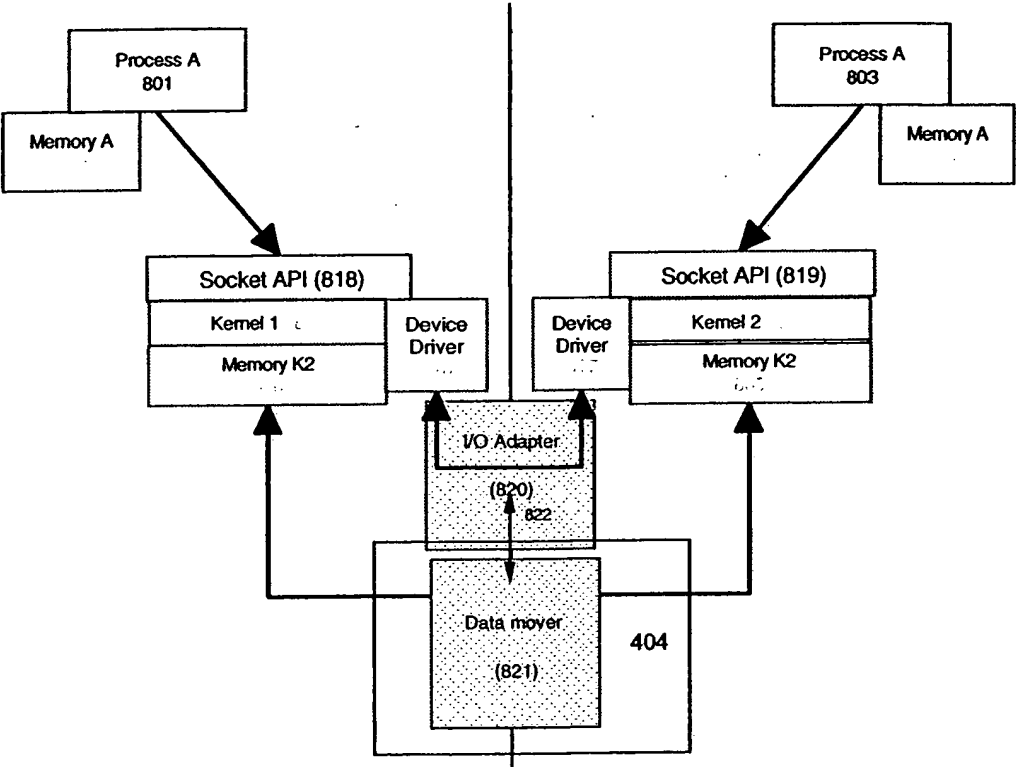 Process A
801
Memory A
Process A
803
Memory A
Socket API (818)
Kernel 1
Memory K2
Device
Driver
Socket API (819)
Kernel 2
Memory K2
Device
Driver
I/O Adapter
(820)
822
Data mover
(821)
404